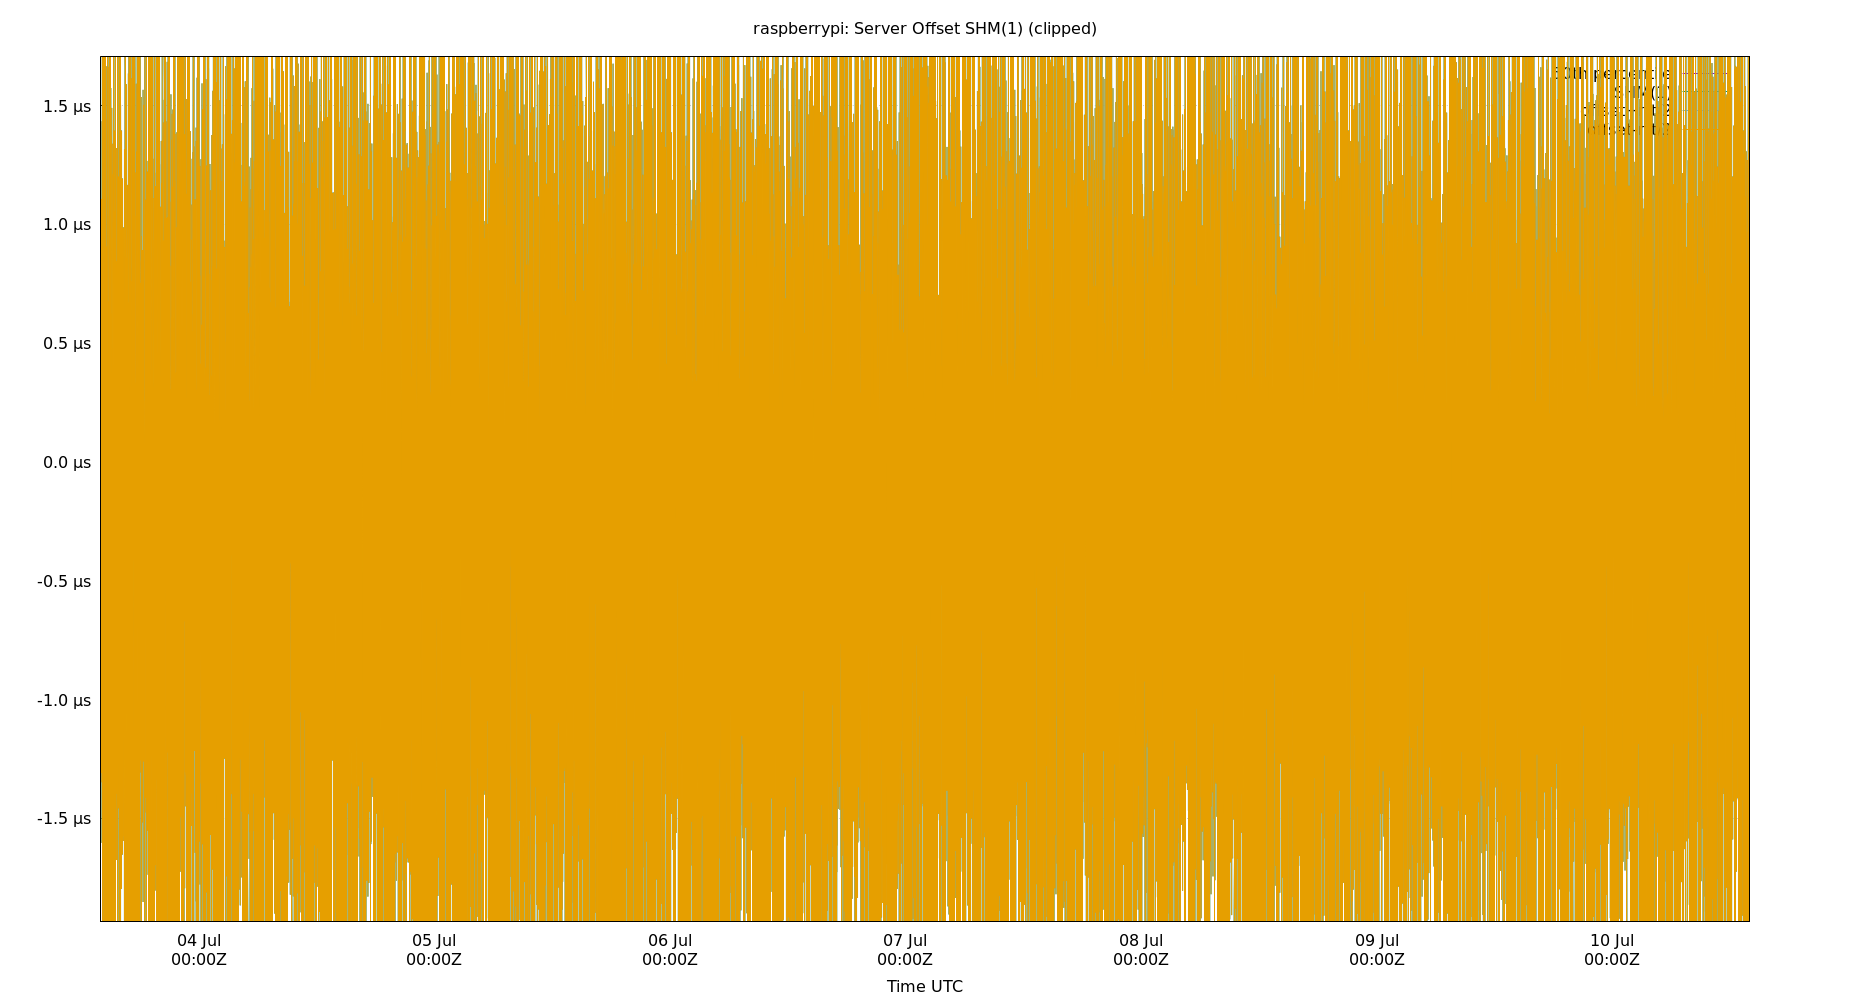 raspberrypi: Server Offset SHM(1) (clipped)
1.5 µs
1.0 µs
0.5 µs
0.0 µs
-0.5 µs
-1.0 µs
-1.5 µs
04 Jul 05 Jul 06 Jul 07 Jul 08 Jul 09 Jul 10 Jul
00:00Z 00:00Z 00:00Z 00:00Z 00:00Z 00:00Z 00:00Z
Time UTC